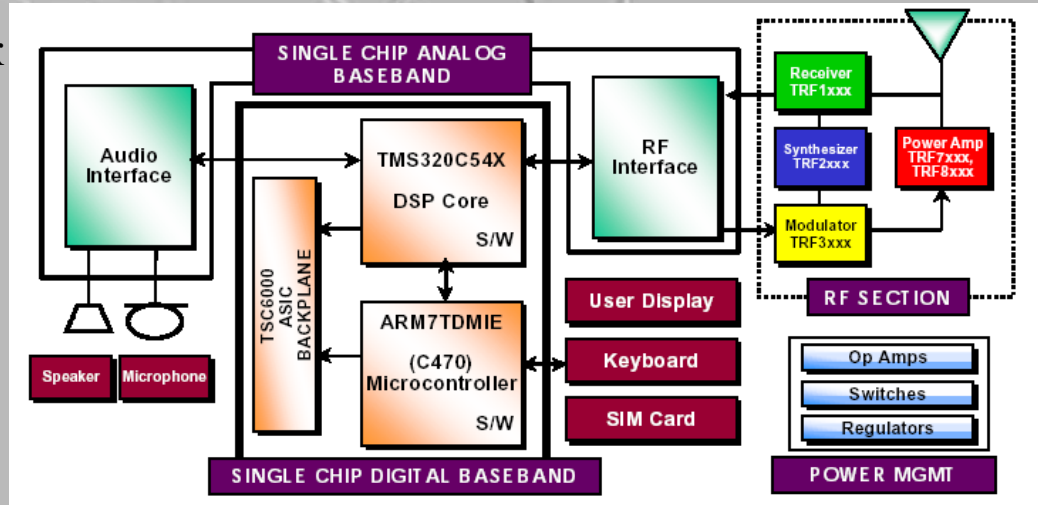 SINGLE CHIP ANALOG
BASEBAND
Audio
Interface
TMS320C54X
DSP Core
S/W
TSC6000
ASIC
BACKPLANE
ARM7TDMIE
(C470)
Microcontroller
S/W
SINGLE CHIP DIGITAL BASEBAND
Speaker
Microphone
RF
Interface
User Display
Keyboard
SIM Card
Receiver
TRF1xxx
Synthesizer
TRF2xxx
Power Amp
TRF7xxx,
TRF8xxx
Modulator
TRF3xxx
RF SECTION
Op Amps
Switches
Regulators
POWER MGMT